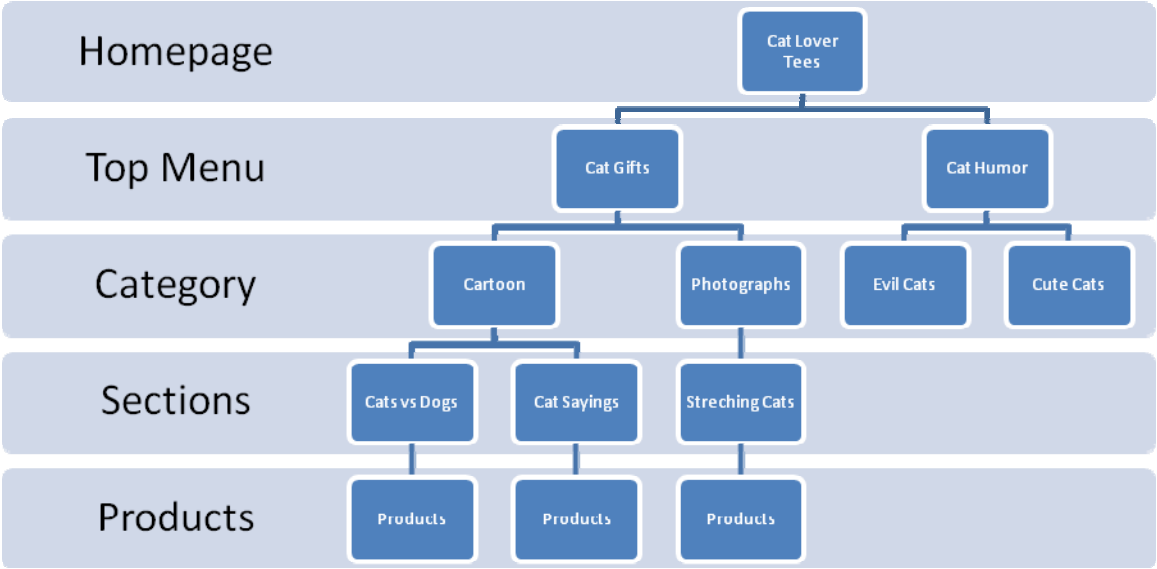 Homepage
Cat Lover
Tees
Top Menu
Cat Gifts
Cat Humor
Category
Cartoon
Photographs
Evil Cats
Cute Cats
Sections
Cats vs Dogs
Cat Sayings
Streching Cats
Products
Products
Products
Products